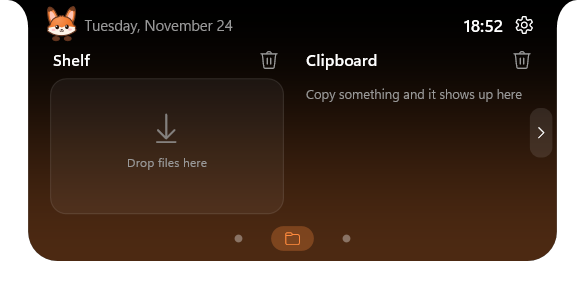 Tuesday, November 24
18:52
Shelf
Clipboard
Copy something and it shows up here
Drop files here